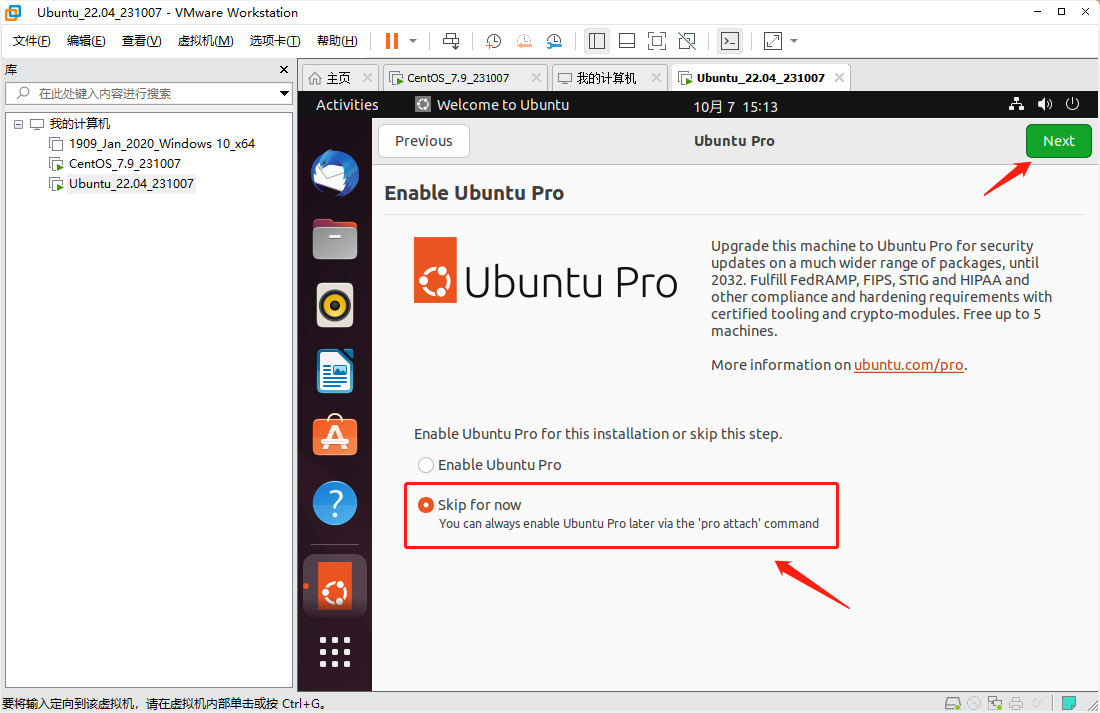 Ubuntu_22.04_231007 - VMware Workstation
文件(F) 编辑(E) 查看(V) 虚拟机(M) 选项卡(T) 帮助(H)
库
在此处键入内容进行搜索
我的计算机
1909_Jan_2020_Windows 10_x64
CentOS_7.9_231007
Ubuntu_22.04_231007
主页
CentOS_7.9_231007
我的计算机
Ubuntu_22.04_231007
Activities
Welcome to Ubuntu
10月 7 15:13
Previous
Ubuntu Pro
Next
Enable Ubuntu Pro
Ubuntu Pro
Upgrade this machine to Ubuntu Pro for security
updates on a much wider range of packages, until
2032. Fulfill FedRAMP, FIPS, STIG and HIPAA and
other compliance and hardening requirements with
certified tooling and crypto-modules. Free up to 5
machines.
More information on ubuntu.com/pro.
Enable Ubuntu Pro for this installation or skip this step.
Enable Ubuntu Pro
Skip for now
You can always enable Ubuntu Pro later via the 'pro attach' command
要将输入定向到该虚拟机，请在虚拟机内部单击或按 Ctrl+G。